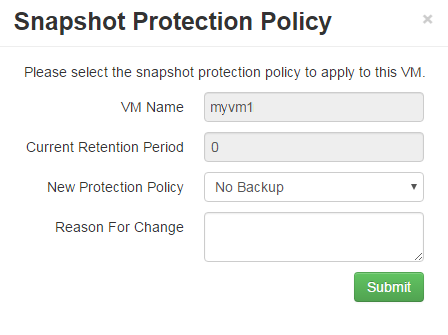 Snapshot Protection Policy ×
Please select the snapshot protection policy to apply to this VM.
VM Name myvm1
Current Retention Period 0
New Protection Policy No Backup
Reason For Change
Submit